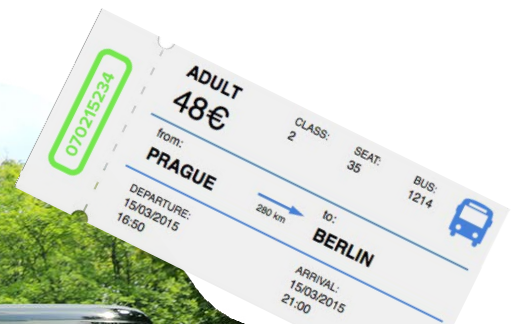 070215234
ADULT
48€
CLASS:
2
SEAT:
35
BUS:
1214
from:
PRAGUE
280 km
to:
BERLIN
DEPARTURE:
15/03/2015
16:50
ARRIVAL:
15/03/2015
21:00